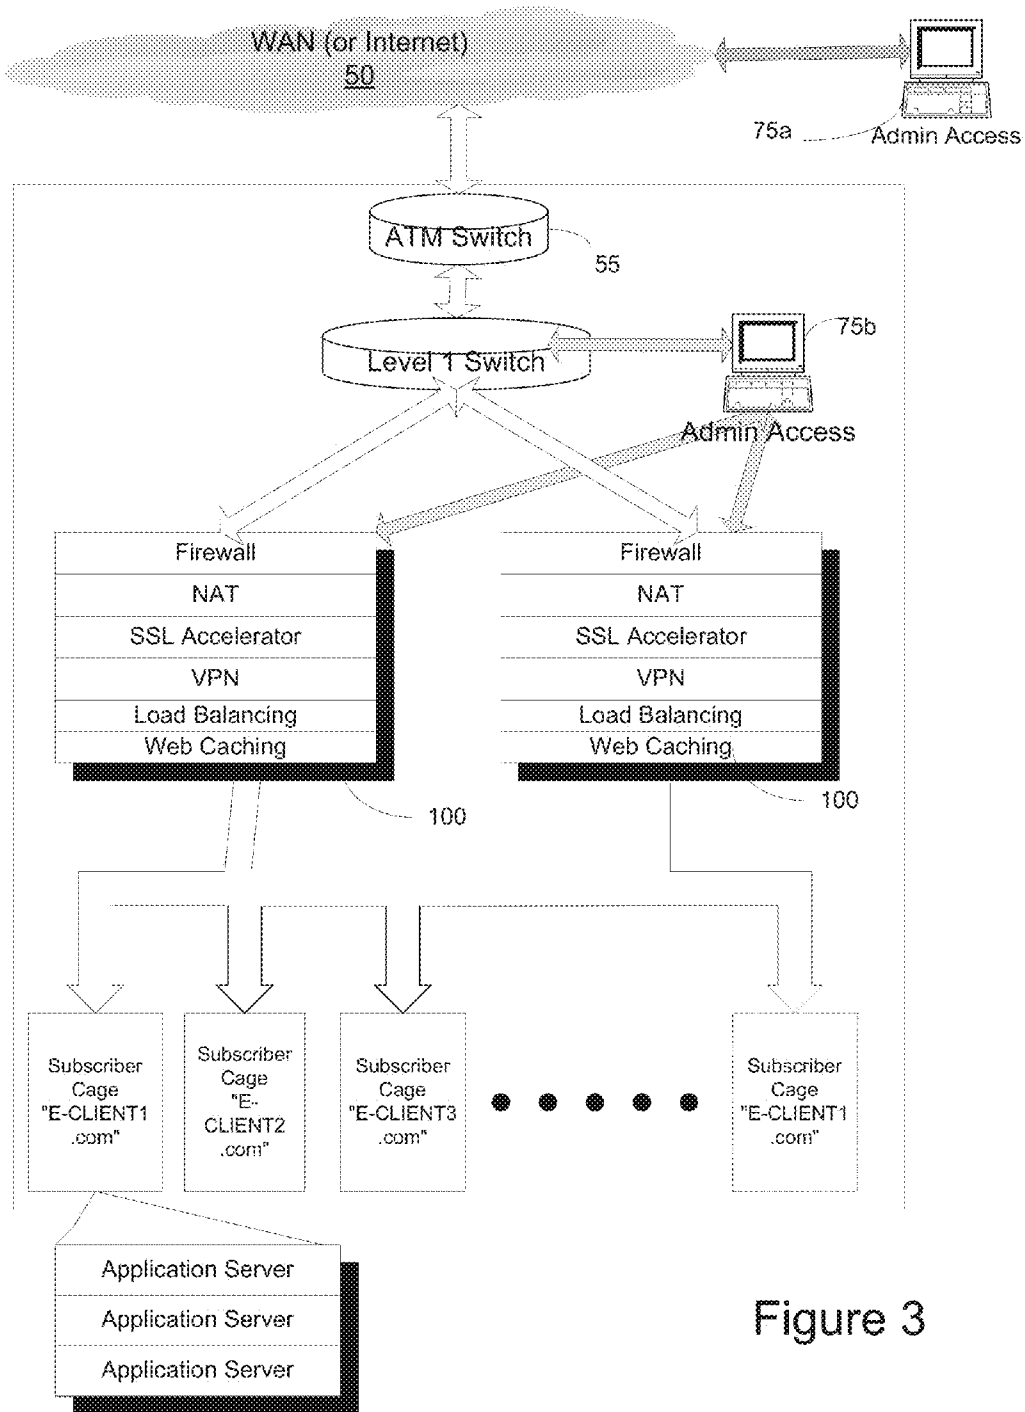 WAN (or Internet)
50
75a
Admin Access
ATM Switch
55
Level 1 Switch
75b
Admin Access
Firewall
NAT
SSL Accelerator
VPN
Load Balancing
Web Caching
100
Firewall
NAT
SSL Accelerator
VPN
Load Balancing
Web Caching
100
Subscriber
Cage
"E-CLIENT1
.com"
Subscriber
Cage
"E-
CLIENT2
.com"
Subscriber
Cage
"E-CLIENT3
.com"
Subscriber
Cage
"E-CLIENT1
.com"
Application Server
Application Server
Application Server
Figure 3